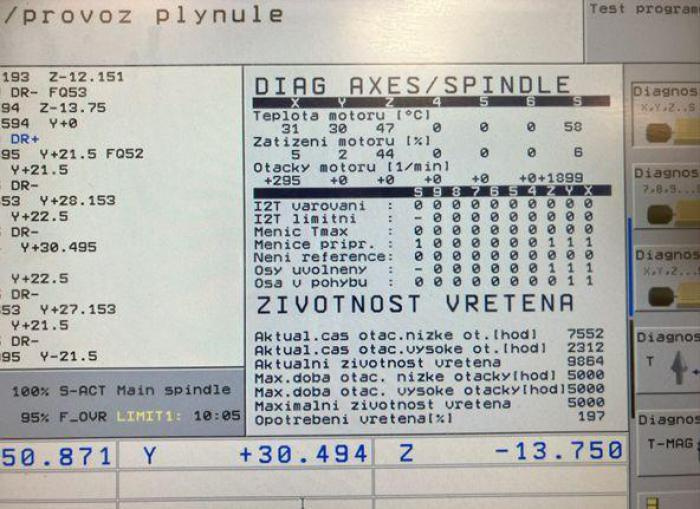 /provoz plynule
Test program
193 Z-12.151
DR- FQ53
94 Z-13.75
594 Y+0
DR+
95 Y+21.5 FQ52
Y+21.5
DR-
53 Y+28.153
Y+22.5
DR-
Y+30.495
Y+22.5
DR-
53 Y+27.153
Y+21.5
DR-
95 Y-21.5
100% S-ACT Main spindle
95% F_OVR LIMIT1: 10:05
DIAG AXES/SPINDLE
X Y Z 4 5 6 S
Teplota motoru [°C]
31 30 47 0 0 0 58
Zatizeni motoru [%]
5 2 44 0 0 0 6
Otacky motoru [1/min]
+295 +0 +0 +0 +0 +0+1899
S 9 8 7 6 5 4 Z Y X
I2T varovani : 0 0 0 0 0 0 0 0 0 0
I2T limitni : - 0 0 0 0 0 0 0 0 0
Menic Tmax : 0 0 0 0 0 0 0 0 0 0
Menice pripr. : 1 0 0 0 0 0 0 1 1 1
Neni reference: 0 0 0 0 0 0 0 0 0 0
Osy uvolneny : - 0 0 0 0 0 0 1 1 1
Osa v pohybu : 0 0 0 0 0 0 0 0 1 1
ZIVOTNOST VRETENA
Aktual.cas otac.nizke ot.[hod] 7552
Aktual.cas otac.vysoke ot.[hod] 2312
Aktualni zivotnost vretena 9864
Max.doba otac. nizke otacky[hod]5000
Max.doba otac. vysoke otacky[hod]5000
Maximalni zivotnost vretena 5000
Opotrebeni vretena[%] 197
Diagnos
X,Y,Z..S
Diagnos
7,8,9...
Diagnos
X,Y,Z...
Diagnos
T
Diagnos
T-MAG
50.871 Y +30.494 Z -13.750